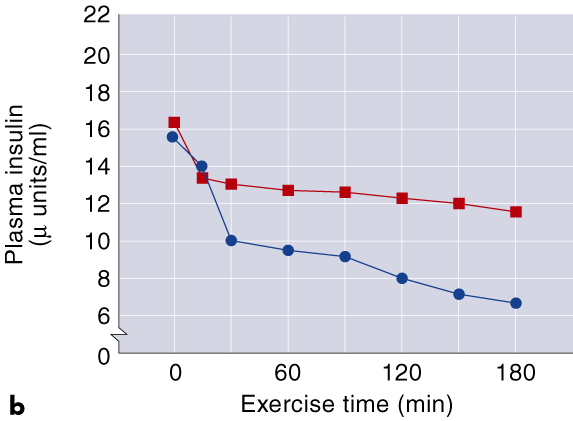 22
20
18
16
14
12
10
8
6
0
Plasma insulin
(μ units/ml)
0 60 120 180
Exercise time (min)
b